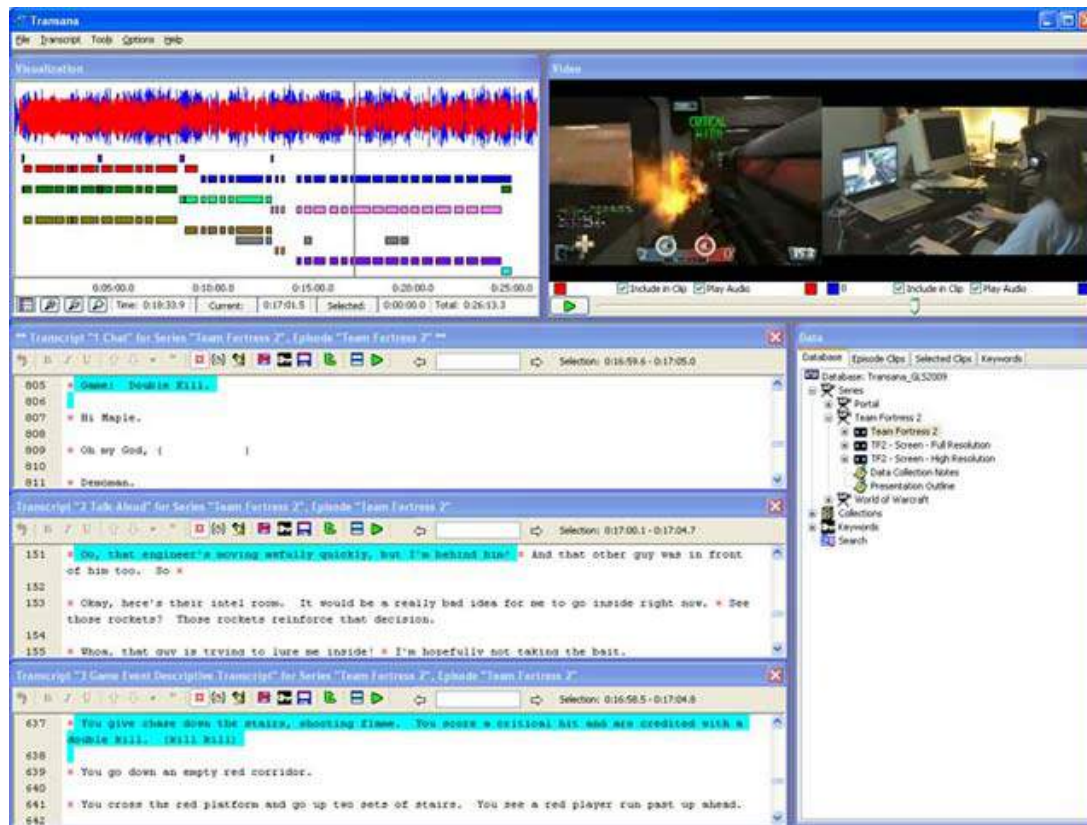 Transana
File Transcript Tools Options Help
Visualization
0:05:00.0 0:10:00.0 0:15:00.0 0:20:00.0 0:25:00.0
Time: 0:18:33.9 Current: 0:17:01.5 Selected: 0:00:00.0 Total: 0:26:13.3
Video
CRITICAL
2 0 153
Include in Clip Play Audio 0 Include in Clip Play Audio
** Transcript "1 Chat" for Series "Team Fortress 2", Episode "Team Fortress 2" **
B I U Selection: 0:16:59.6 - 0:17:05.0
805 ¤ Game: Double Kill.
806
807 ¤ Hi Maple.
808
809 ¤ Oh my God, ( )
810
811 ¤ Demoman.
Transcript "2 Talk Aloud" for Series "Team Fortress 2", Episode "Team Fortress 2"
B I U Selection: 0:17:00.1 - 0:17:04.7
151 ¤ Oo, that engineer's moving awfully quickly, but I'm behind him! ¤ And that other guy was in front
of him too. So ¤
152
153 ¤ Okay, here's their intel room. It would be a really bad idea for me to go inside right now. ¤ See
those rockets? Those rockets reinforce that decision.
154
155 ¤ Whoa, that guy is trying to lure me inside! ¤ I'm hopefully not taking the bait.
Transcript "3 Game Event Descriptive Transcript" for Series "Team Fortress 2", Episode "Team Fortress 2"
B I U Selection: 0:16:58.5 - 0:17:04.8
637 ¤ You give chase down the stairs, shooting flame. You score a critical hit and are credited with a
double kill. (kill kill)
638
639 ¤ You go down an empty red corridor.
640
641 ¤ You cross the red platform and go up two sets of stairs. You see a red player run past up ahead.
642
Data
Database Episode Clips Selected Clips Keywords
Database: Transana_GLS2009
Series
Portal
Team Fortress 2
Team Fortress 2
TF2 - Screen - Full Resolution
TF2 - Screen - High Resolution
Data Collection Notes
Presentation Outline
World of Warcraft
Collections
Keywords
Search